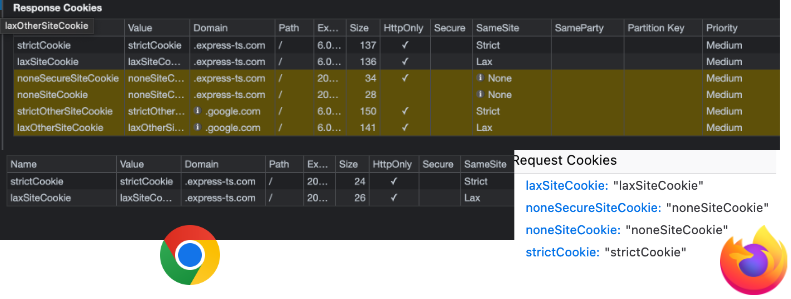 Response Cookies
laxOtherSiteCookie Value Domain Path Ex... Size HttpOnly Secure SameSite SameParty Partition Key Priority
strictCookie strictCookie .express-ts.com / 6.0... 137 ✓ Strict Medium
laxSiteCookie laxSiteCo... .express-ts.com / 6.0... 136 ✓ Lax Medium
noneSecureSiteCookie noneSiteC... .express-ts.com / 20... 34 ✓ None Medium
noneSiteCookie noneSiteC... .express-ts.com / 20... 28 None Medium
strictOtherSiteCookie strictOther... .google.com / 6.0... 150 ✓ Strict Medium
laxOtherSiteCookie laxOtherSi... .google.com / 6.0... 141 ✓ Lax Medium
Name Value Domain Path Ex... Size HttpOnly Secure SameSite
strictCookie strictCookie .express-ts.com / 20... 24 ✓ Strict
laxSiteCookie laxSiteCo... .express-ts.com / 20... 26 ✓ Lax
Request Cookies
laxSiteCookie: "laxSiteCookie"
noneSecureSiteCookie: "noneSiteCookie"
noneSiteCookie: "noneSiteCookie"
strictCookie: "strictCookie"